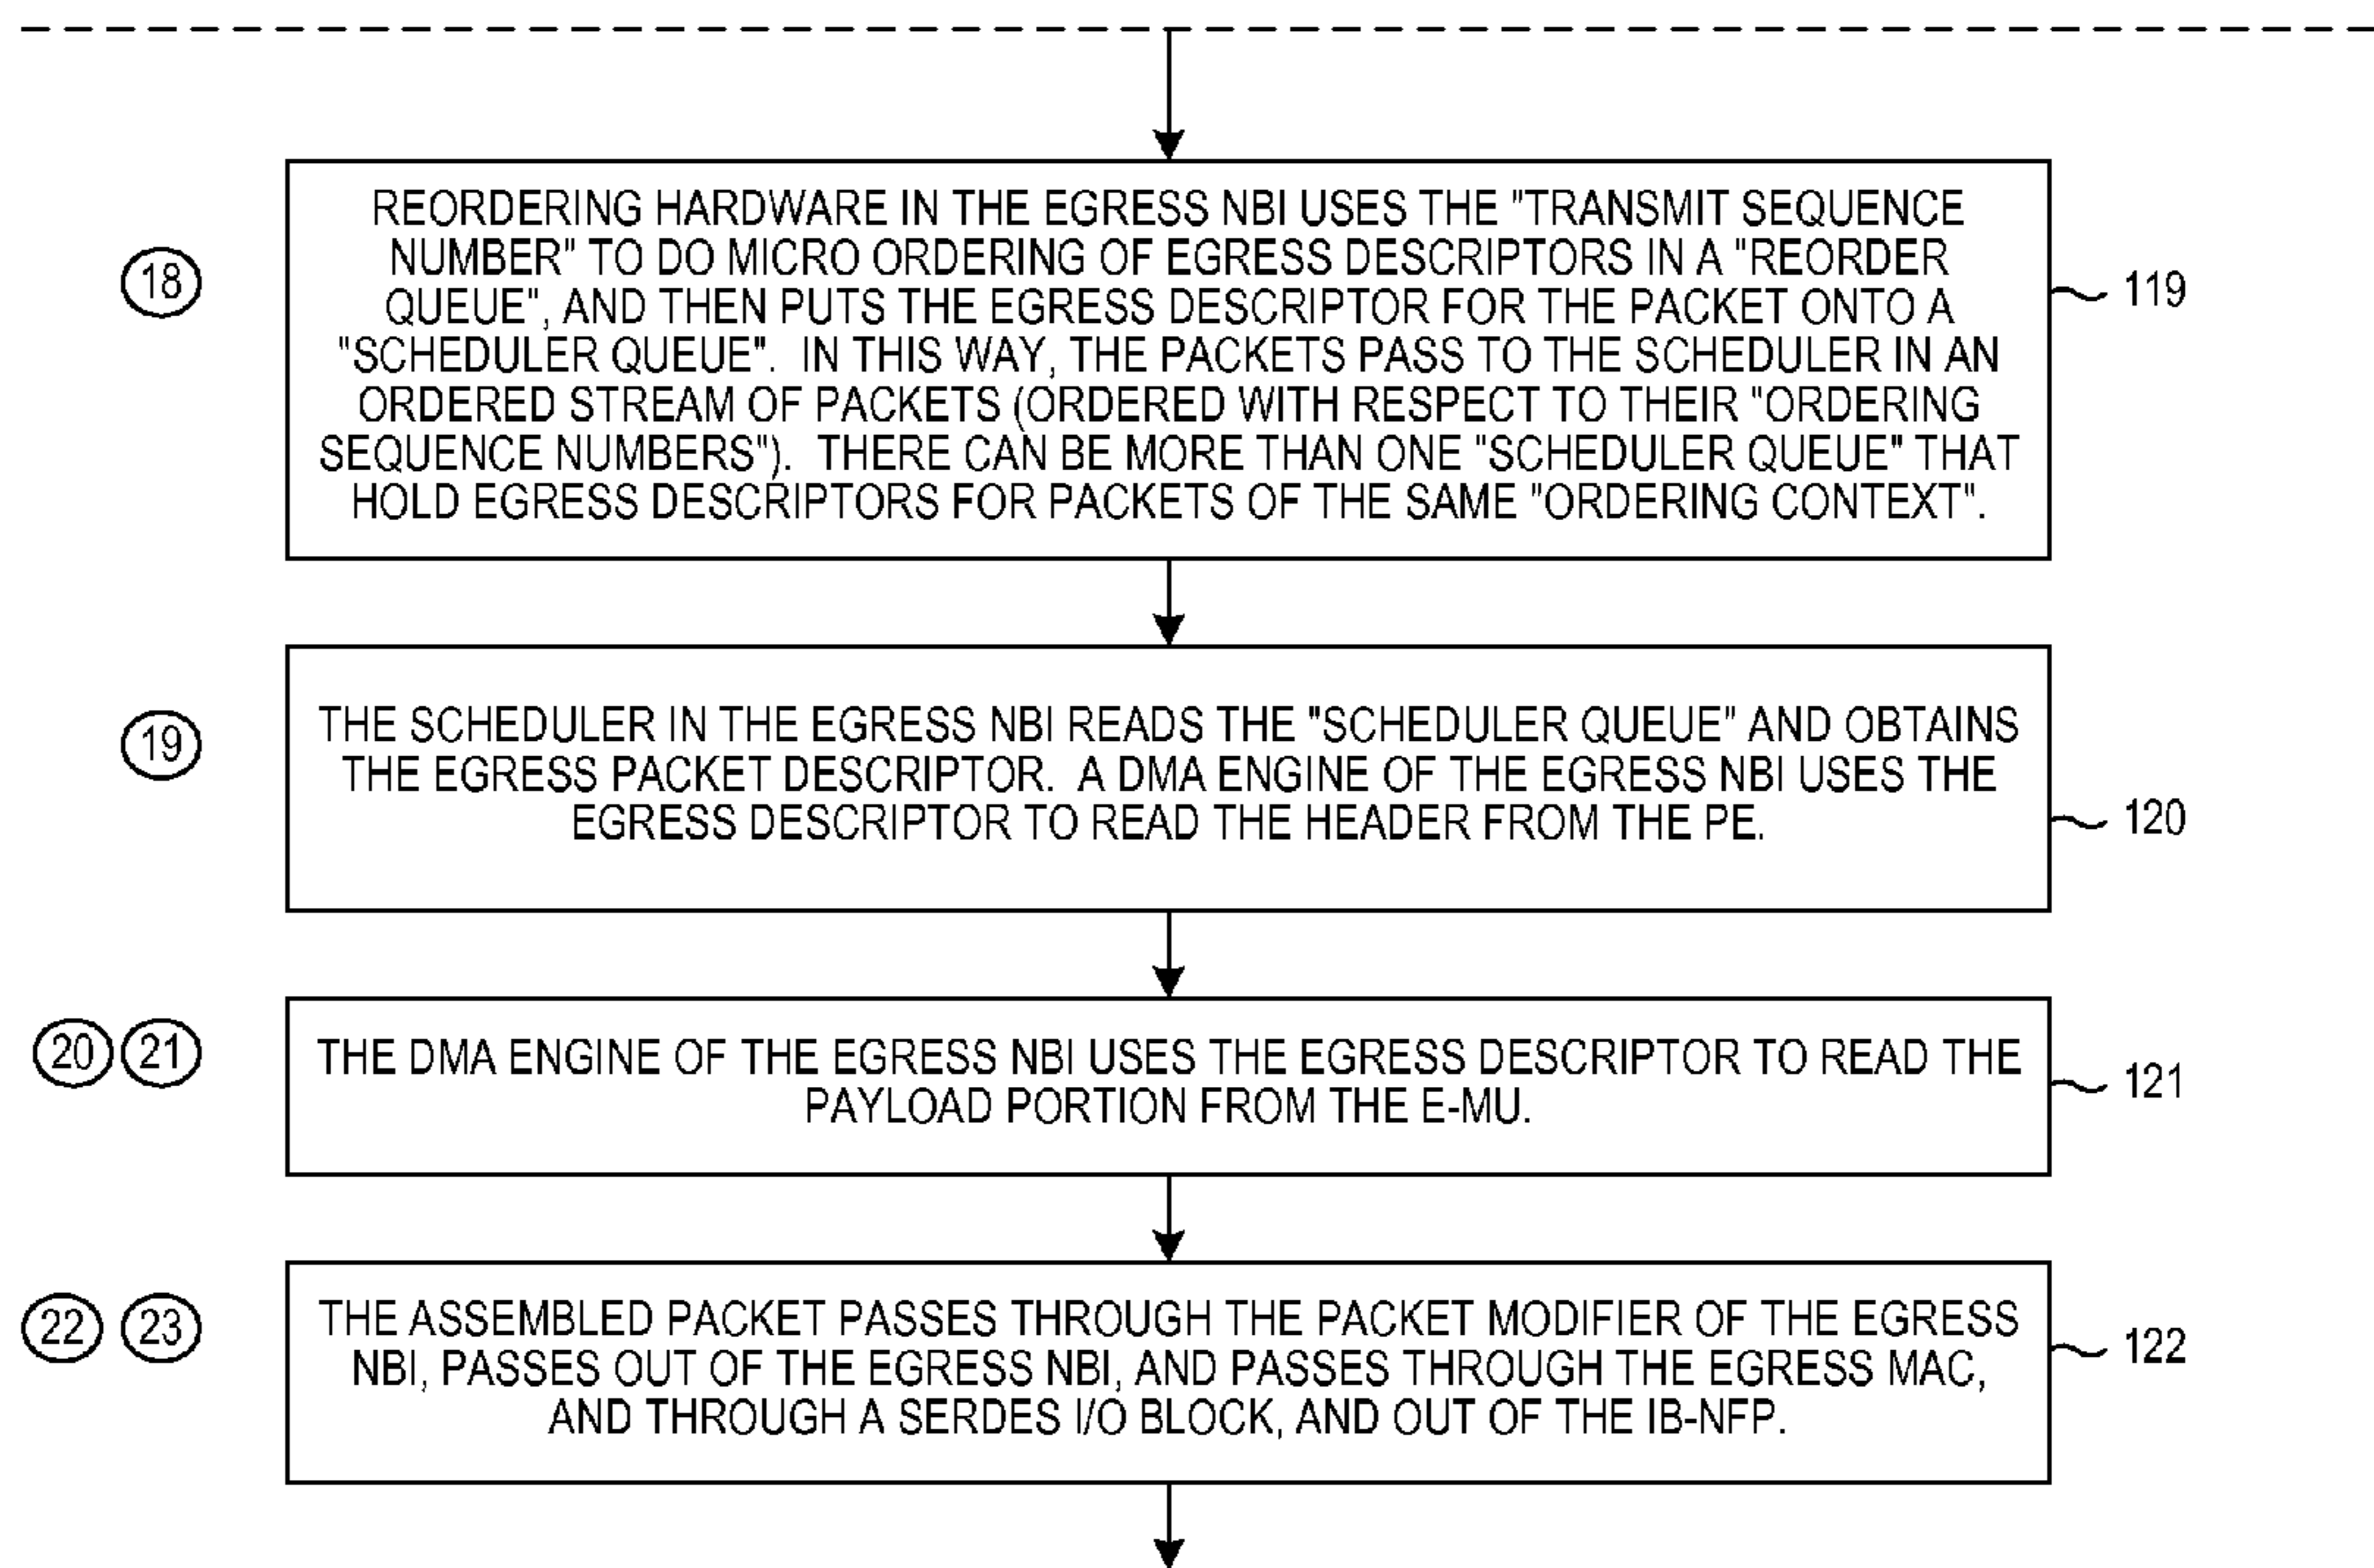 18
REORDERING HARDWARE IN THE EGRESS NBI USES THE "TRANSMIT SEQUENCE
NUMBER" TO DO MICRO ORDERING OF EGRESS DESCRIPTORS IN A "REORDER
QUEUE", AND THEN PUTS THE EGRESS DESCRIPTOR FOR THE PACKET ONTO A
"SCHEDULER QUEUE". IN THIS WAY, THE PACKETS PASS TO THE SCHEDULER IN AN
ORDERED STREAM OF PACKETS (ORDERED WITH RESPECT TO THEIR "ORDERING
SEQUENCE NUMBERS"). THERE CAN BE MORE THAN ONE "SCHEDULER QUEUE" THAT
HOLD EGRESS DESCRIPTORS FOR PACKETS OF THE SAME "ORDERING CONTEXT".
119
19
THE SCHEDULER IN THE EGRESS NBI READS THE "SCHEDULER QUEUE" AND OBTAINS
THE EGRESS PACKET DESCRIPTOR. A DMA ENGINE OF THE EGRESS NBI USES THE
EGRESS DESCRIPTOR TO READ THE HEADER FROM THE PE.
120
20 21
THE DMA ENGINE OF THE EGRESS NBI USES THE EGRESS DESCRIPTOR TO READ THE
PAYLOAD PORTION FROM THE E-MU.
121
22 23
THE ASSEMBLED PACKET PASSES THROUGH THE PACKET MODIFIER OF THE EGRESS
NBI, PASSES OUT OF THE EGRESS NBI, AND PASSES THROUGH THE EGRESS MAC,
AND THROUGH A SERDES I/O BLOCK, AND OUT OF THE IB-NFP.
122